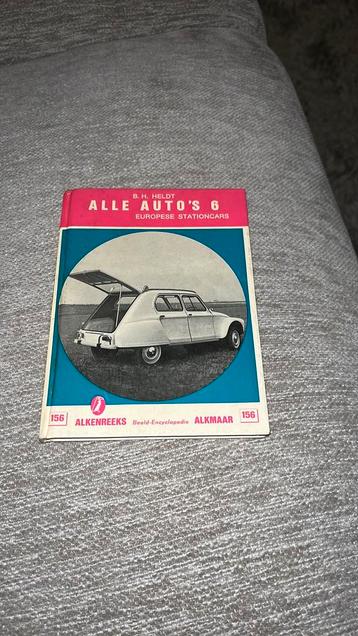 B. H. HELDT
ALLE AUTO'S 6
EUROPESE STATIONCARS
156 ALKENREEKS Beeld-Encyclopedie ALKMAAR 156